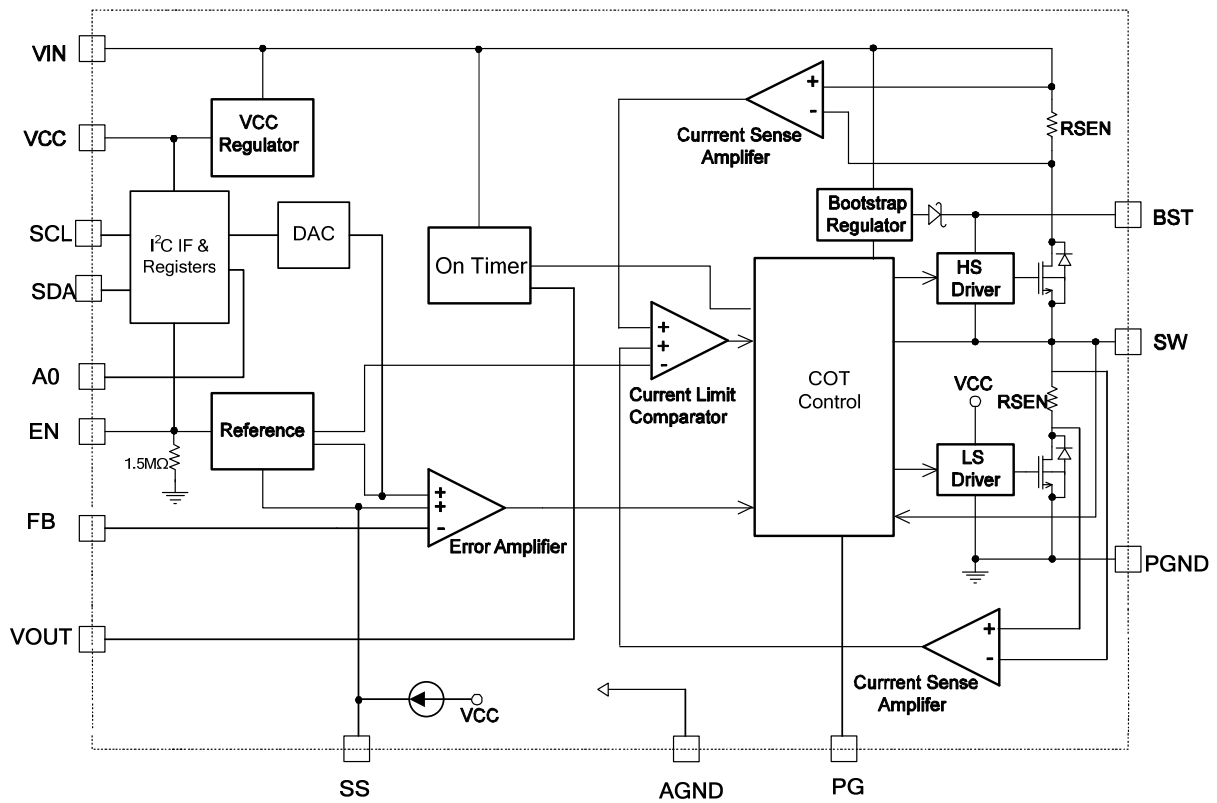 VIN
VCC
Regulator
VCC
SCL
SDA
I²C IF &
Registers
DAC
On Timer
A0
EN
1.5MΩ
Reference
FB
+
+
-
Error Amplifier
VOUT
VCC
SS
AGND
PG
+
-
Currrent Sense
Amplifer
RSEN
Bootstrap
Regulator
BST
HS
Driver
+
+
-
Current Limit
Comparator
COT
Control
SW
VCC
RSEN
LS
Driver
PGND
+
-
Currrent Sense
Amplifer